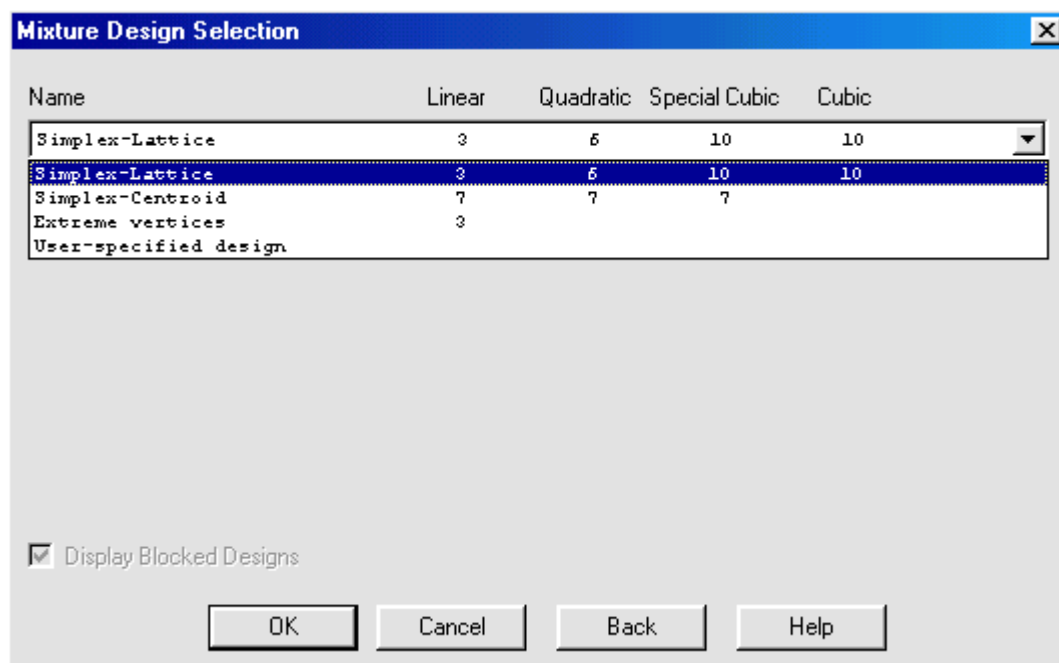 Mixture Design Selection
Name Linear Quadratic Special Cubic Cubic
Simplex-Lattice 3 6 10 10
Simplex-Lattice 3 6 10 10
Simplex-Centroid 7 7 7
Extreme vertices 3
User-specified design
Display Blocked Designs
OK Cancel Back Help